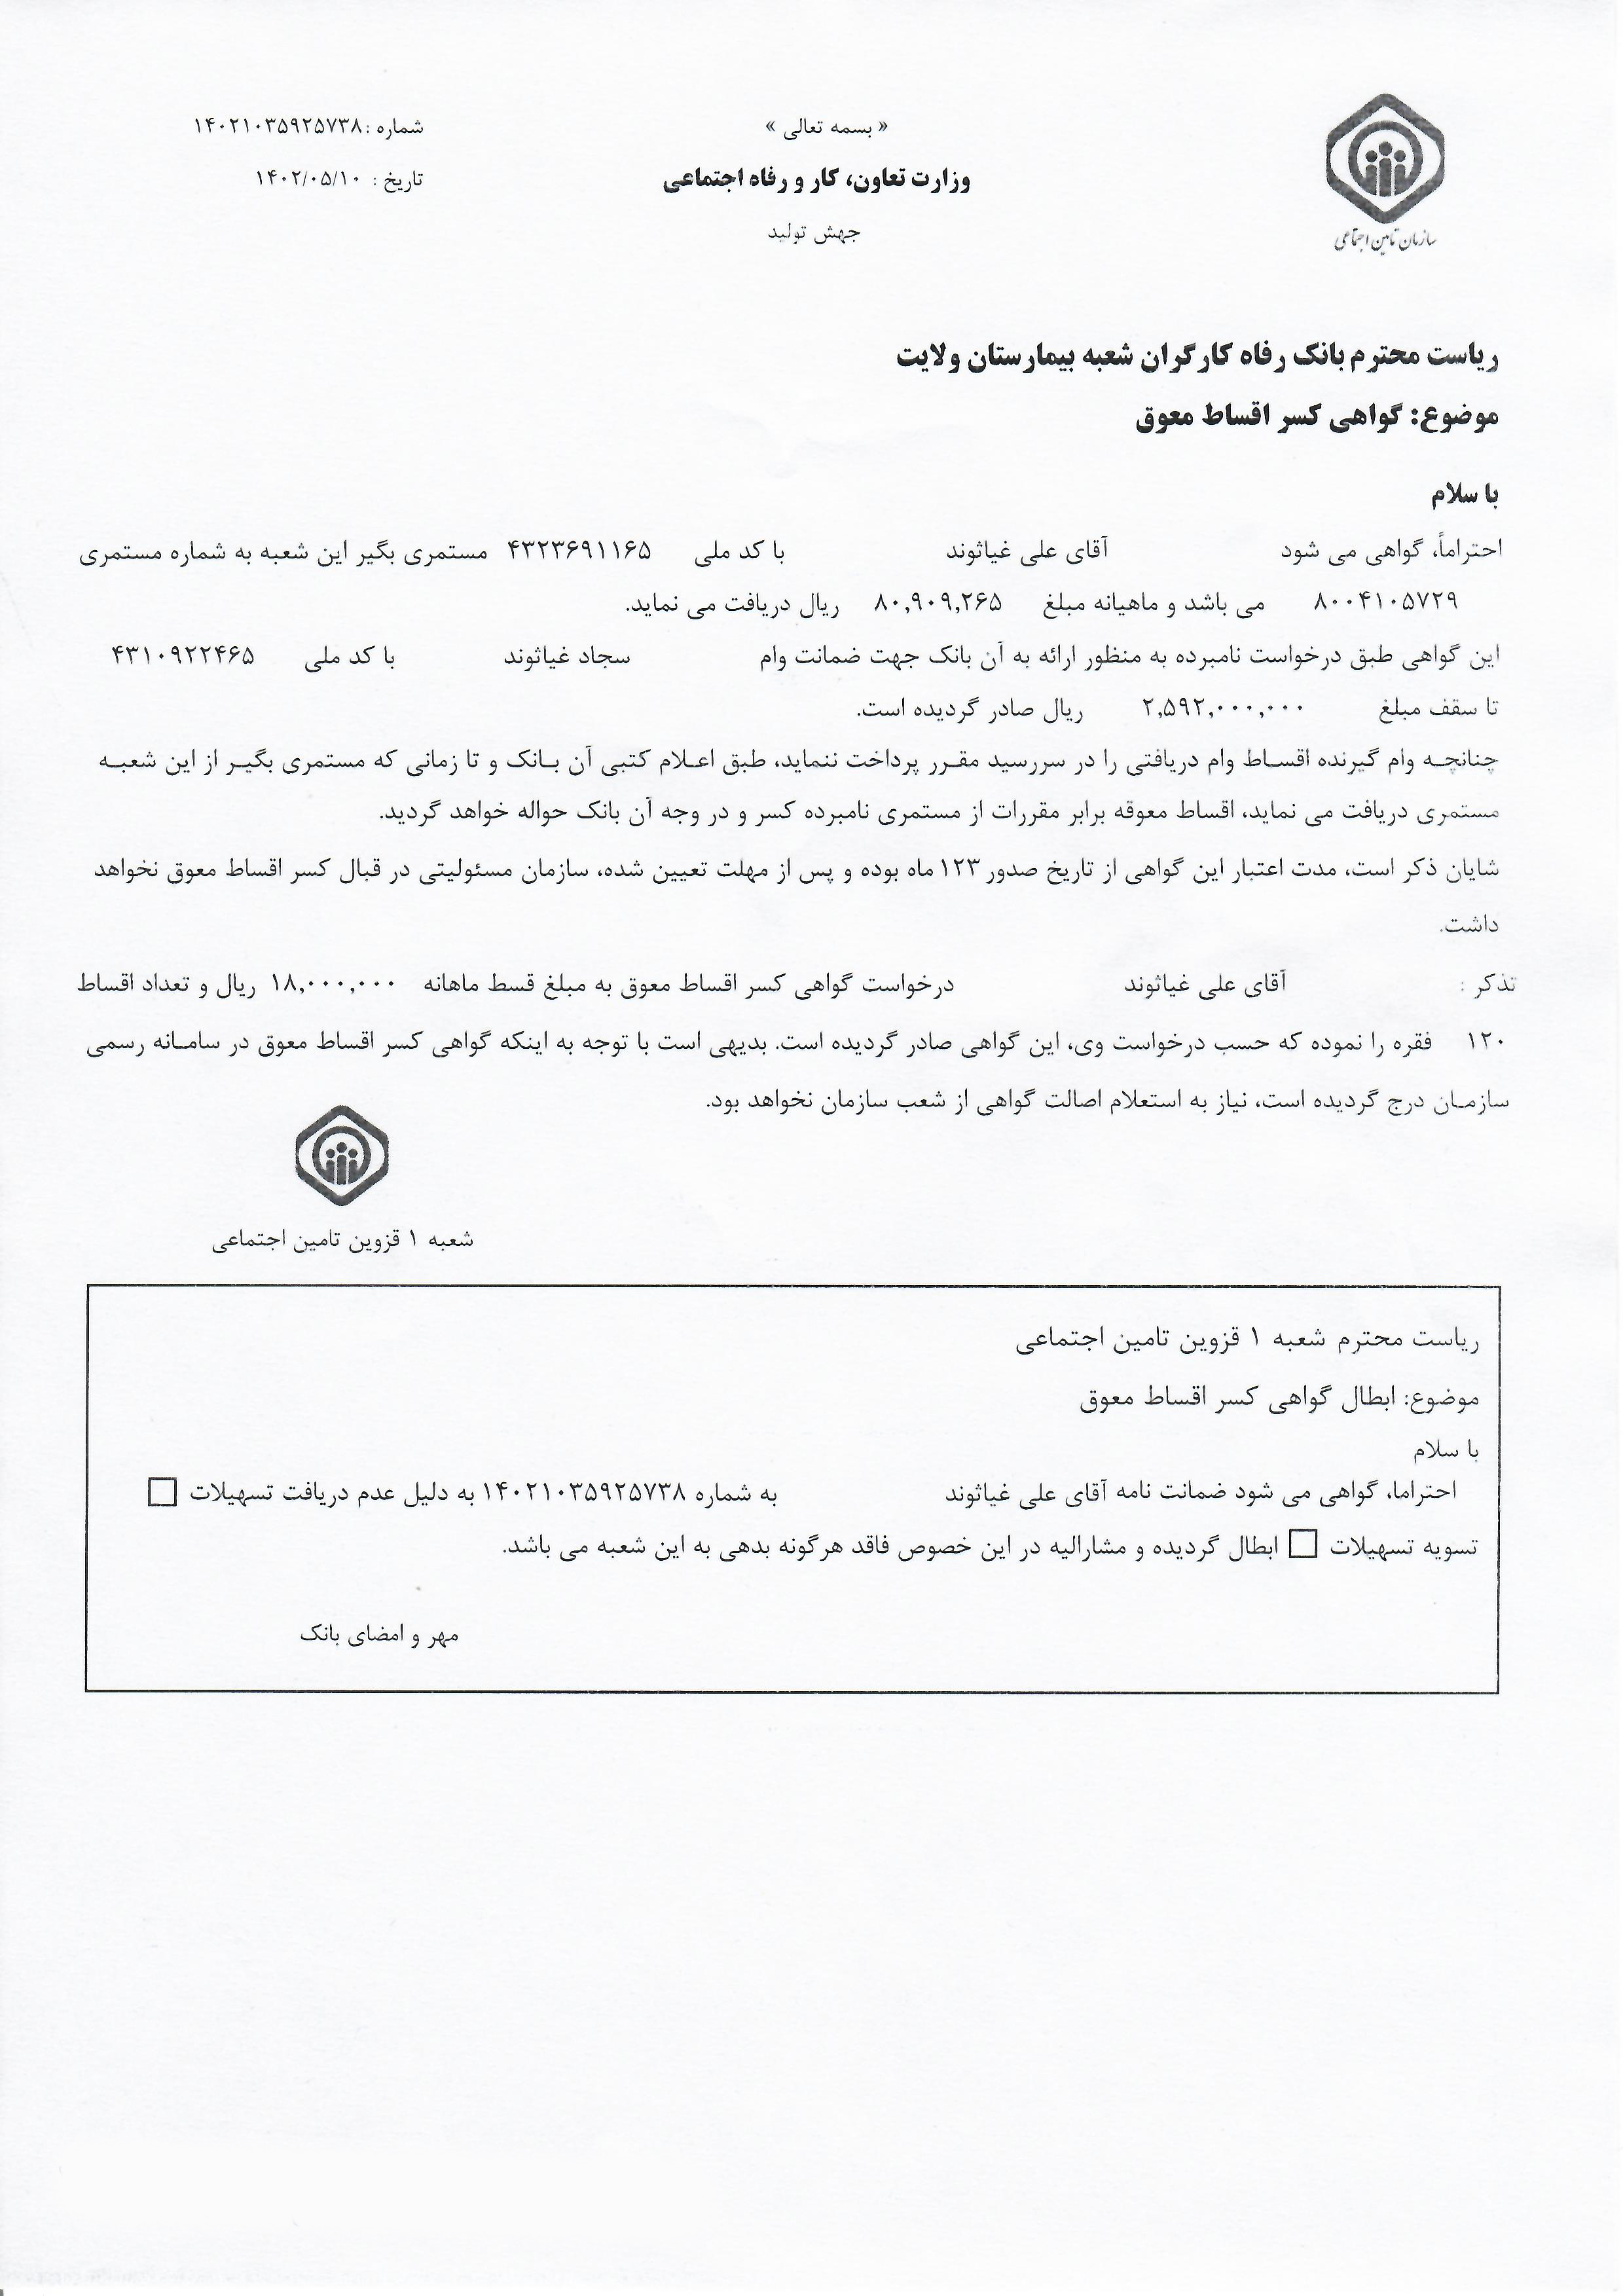 « بسمه تعالی »
وزارت تعاون، کار و رفاه اجتماعی
جهش تولید
شماره :۱۴۰۲۱۰۳۵۹۲۵۷۳۸
تاریخ : ۱۴۰۲/۰۵/۱۰
سازمان تامین اجتماعی
ریاست محترم بانک رفاه کارگران شعبه بیمارستان ولایت
موضوع: گواهی کسر اقساط معوق
با سلام
احتراماً، گواهی می شود آقای علی غیاثوند با کد ملی ۴۳۲۳۶۹۱۱۶۵ مستمری بگیر این شعبه به شماره مستمری
۸۰۰۴۱۰۵۷۲۹ می باشد و ماهیانه مبلغ ۸۰,۹۰۹,۲۶۵ ریال دریافت می نماید.
این گواهی طبق درخواست نامبرده به منظور ارائه به آن بانک جهت ضمانت وام سجاد غیاثوند با کد ملی ۴۳۱۰۹۲۲۴۶۵
تا سقف مبلغ ۲,۵۹۲,۰۰۰,۰۰۰ ریال صادر گردیده است.
چنانچـه وام گیرنده اقسـاط وام دریافتی را در سررسید مقـرر پرداخت ننماید، طبق اعـلام کتبی آن بـانک و تا زمانی که مستمری بگیـر از این شعبـه
مستمری دریافت می نماید، اقساط معوقه برابر مقررات از مستمری نامبرده کسر و در وجه آن بانک حواله خواهد گردید.
شایان ذکر است، مدت اعتبار این گواهی از تاریخ صدور ۱۲۳ ماه بوده و پس از مهلت تعیین شده، سازمان مسئولیتی در قبال کسر اقساط معوق نخواهد
داشت.
تذکر : آقای علی غیاثوند درخواست گواهی کسر اقساط معوق به مبلغ قسط ماهانه ۱۸,۰۰۰,۰۰۰ ریال و تعداد اقساط
۱۲۰ فقره را نموده که حسب درخواست وی، این گواهی صادر گردیده است. بدیهی است با توجه به اینکه گواهی کسر اقساط معوق در سامـانه رسمی
سازمـان درج گردیده است، نیاز به استعلام اصالت گواهی از شعب سازمان نخواهد بود.
شعبه ۱ قزوین تامین اجتماعی
ریاست محترم شعبه ۱ قزوین تامین اجتماعی
موضوع: ابطال گواهی کسر اقساط معوق
با سلام
احتراما، گواهی می شود ضمانت نامه آقای علی غیاثوند به شماره ۱۴۰۲۱۰۳۵۹۲۵۷۳۸ به دلیل عدم دریافت تسهیلات □
تسویه تسهیلات □ ابطال گردیده و مشارالیه در این خصوص فاقد هرگونه بدهی به این شعبه می باشد.
مهر و امضای بانک